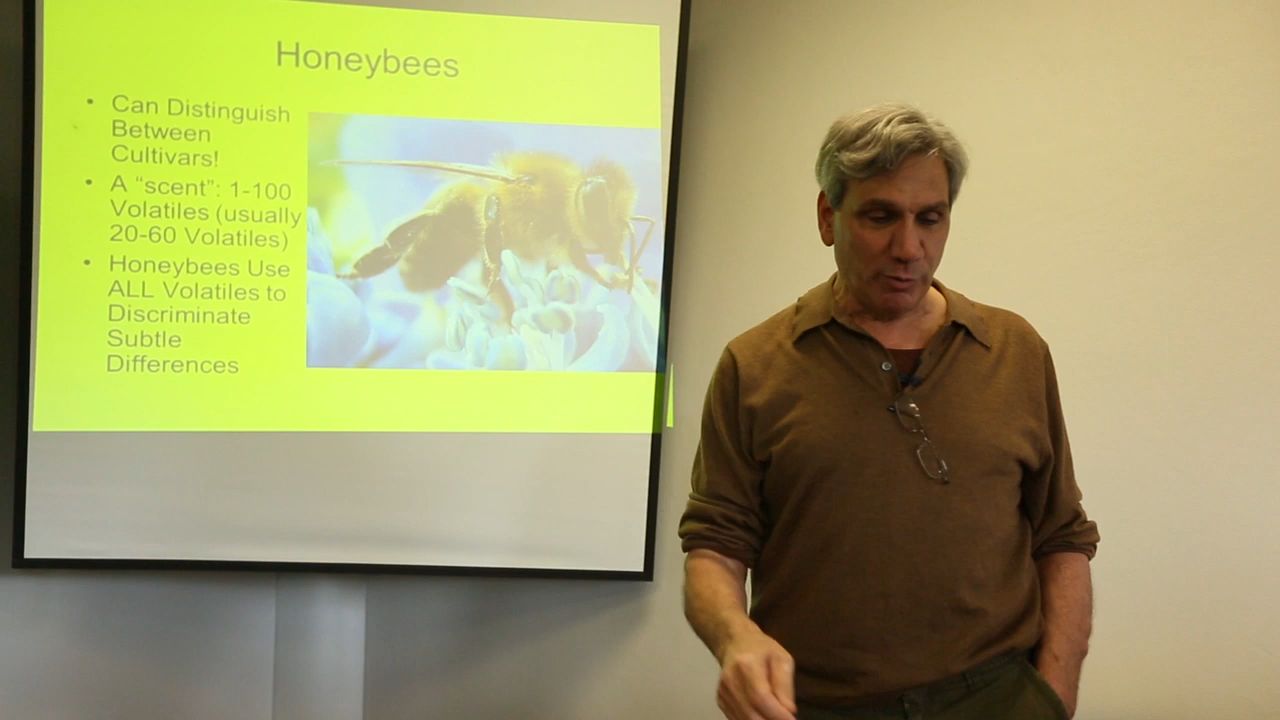 Honeybees
• Can Distinguish
Between
Cultivars!
• A “scent”: 1-100
Volatiles (usually
20-60 Volatiles)
• Honeybees Use
ALL Volatiles to
Discriminate
Subtle
Differences